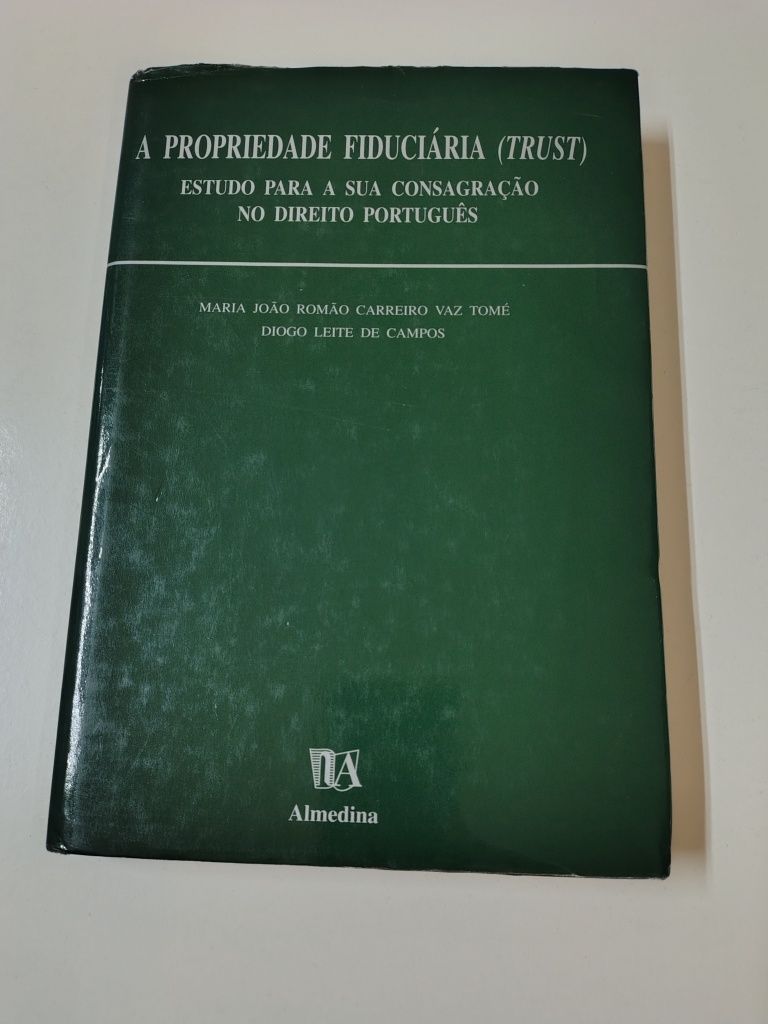 A PROPRIEDADE FIDUCIÁRIA (TRUST)
ESTUDO PARA A SUA CONSAGRAÇÃO
NO DIREITO PORTUGUÊS
MARIA JOÃO ROMÃO CARREIRO VAZ TOMÉ
DIOGO LEITE DE CAMPOS
Almedina